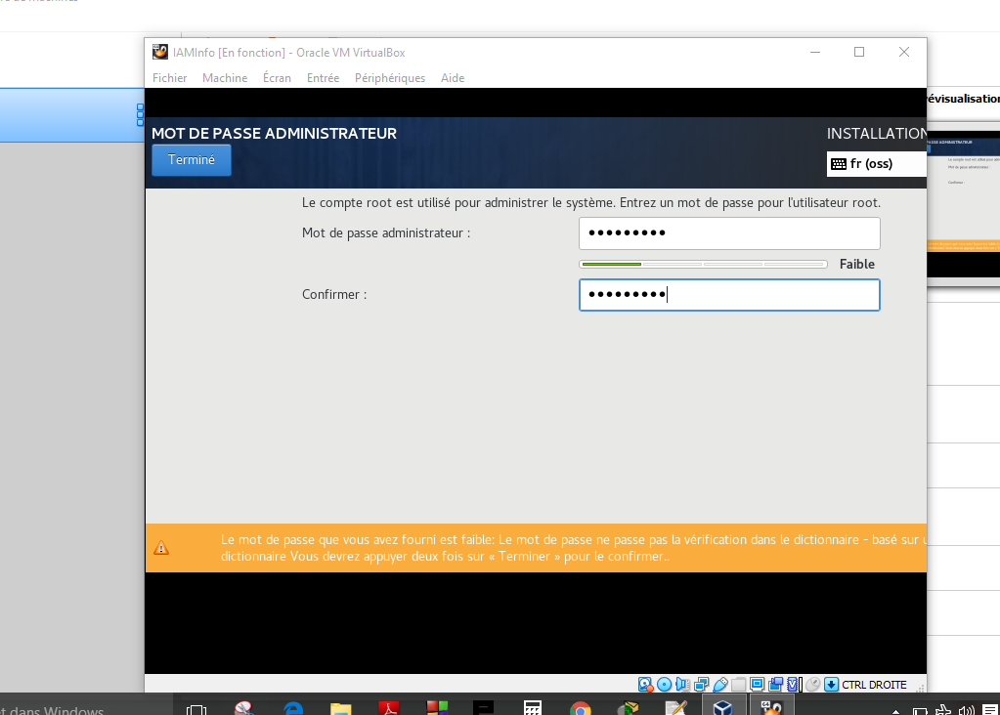 IAMInfo [En fonction] - Oracle VM VirtualBox
Fichier Machine Écran Entrée Périphériques Aide
MOT DE PASSE ADMINISTRATEUR
INSTALLATION
Terminé
fr (oss)
Le compte root est utilisé pour administrer le système. Entrez un mot de passe pour l'utilisateur root.
Mot de passe administrateur :
Faible
Confirmer :
Le mot de passe que vous avez fourni est faible: Le mot de passe ne passe pas la vérification dans le dictionnaire - basé sur
dictionnaire Vous devrez appuyer deux fois sur « Terminer » pour le confirmer..
CTRL DROITE
évisualisation
dans Windows